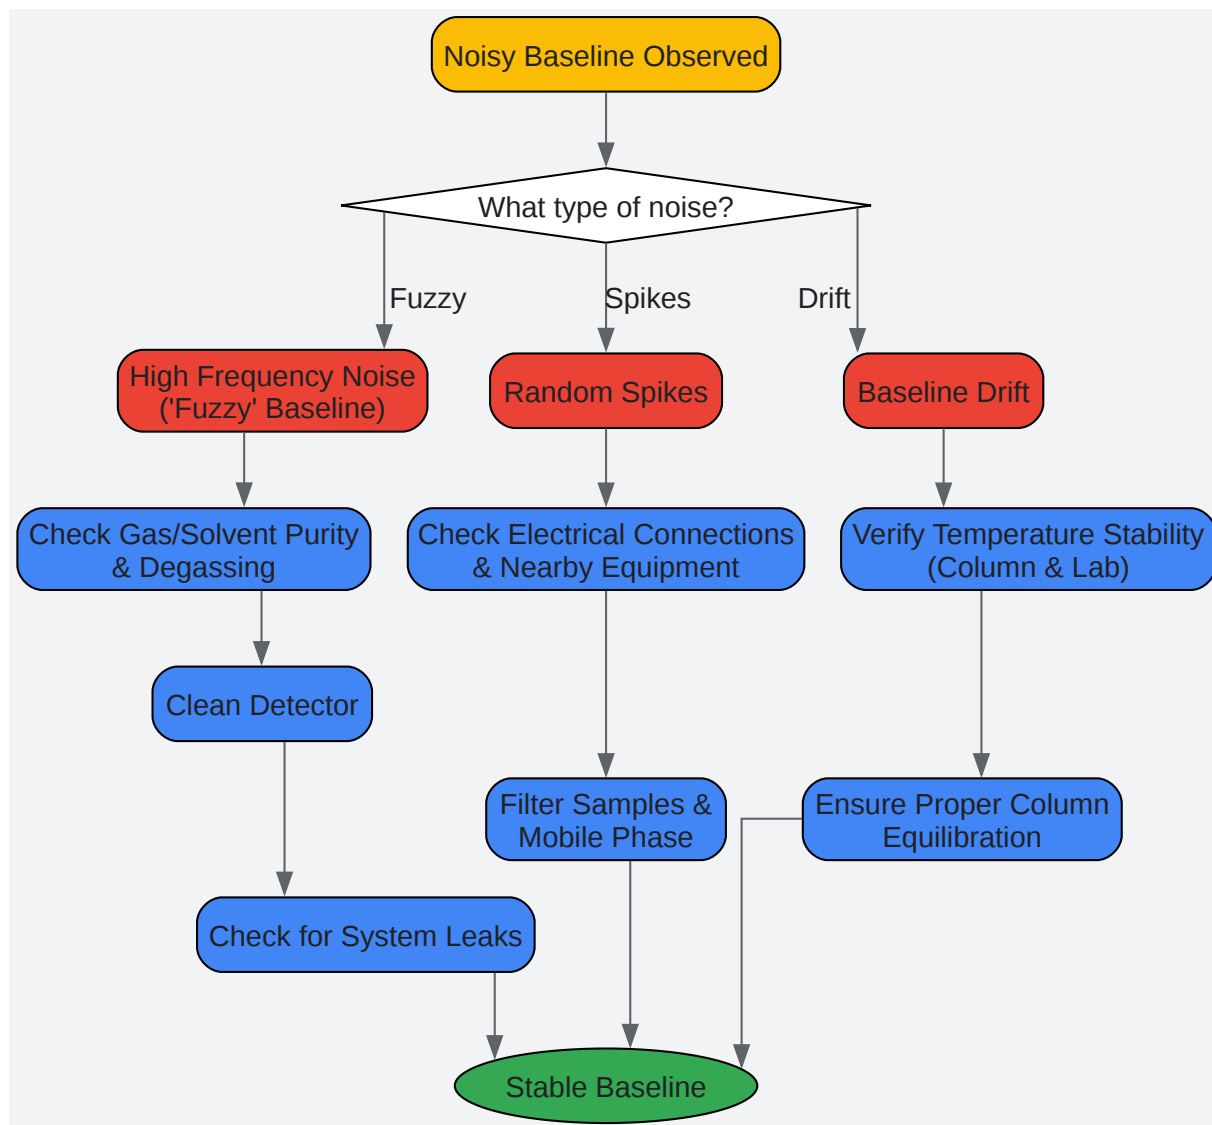 Noisy Baseline Observed
What type of noise?
Fuzzy
Spikes
Drift
High Frequency Noise
('Fuzzy' Baseline)
Random Spikes
Baseline Drift
Check Gas/Solvent Purity
& Degassing
Check Electrical Connections
& Nearby Equipment
Verify Temperature Stability
(Column & Lab)
Clean Detector
Filter Samples &
Mobile Phase
Ensure Proper Column
Equilibration
Check for System Leaks
Stable Baseline